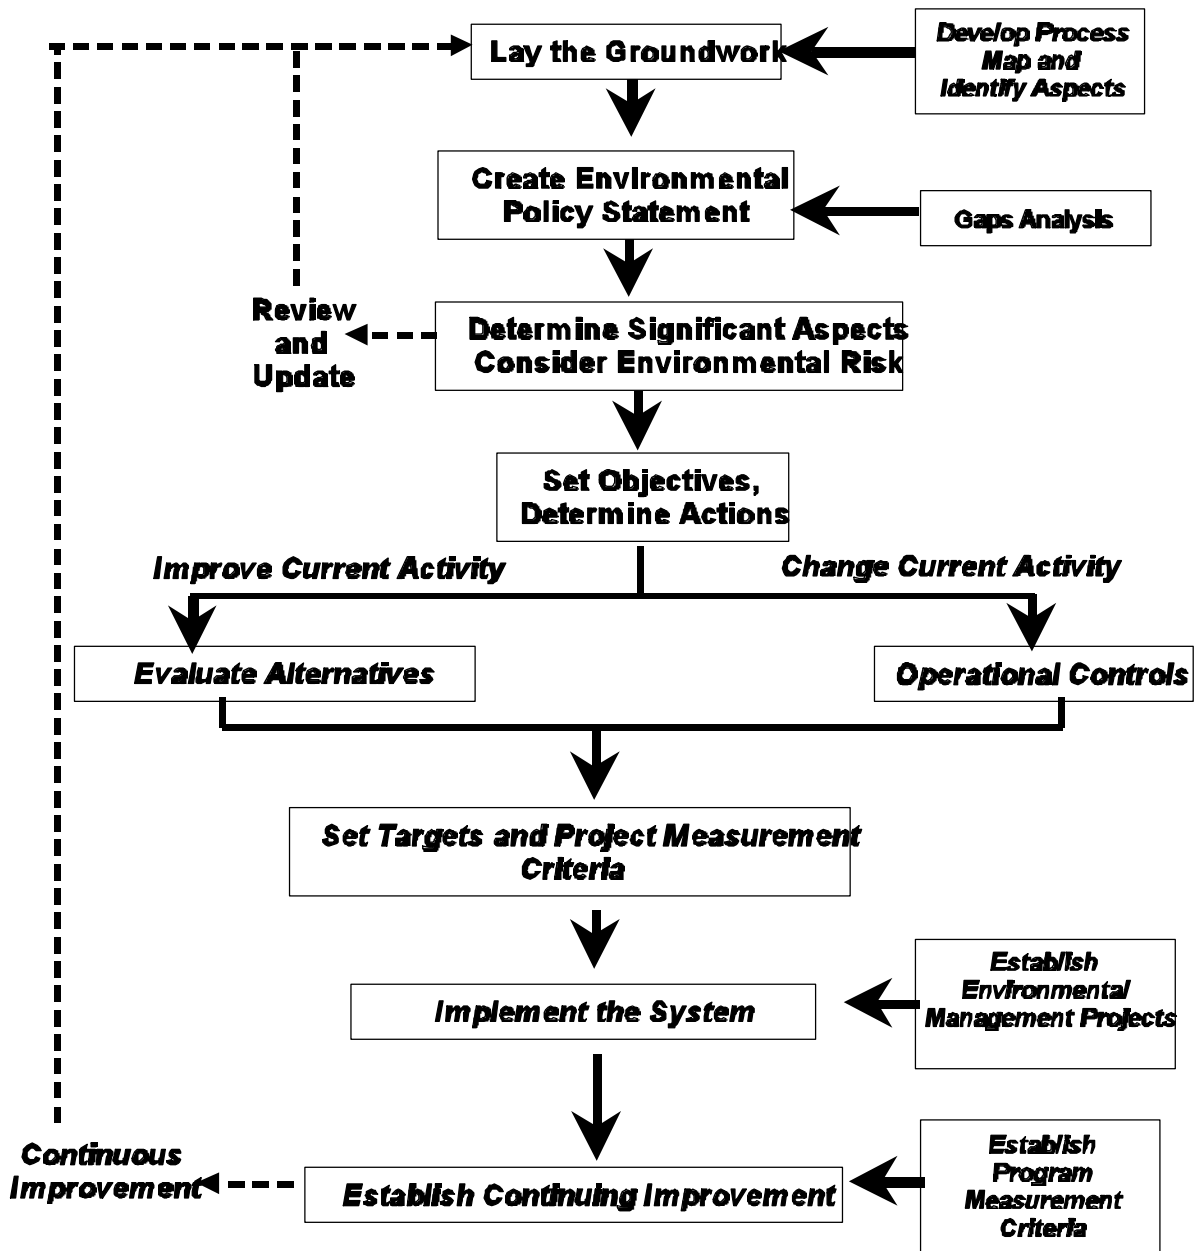 Lay the Groundwork
Develop Process
Map and
Identify Aspects
Create Environmental
Policy Statement
Gaps Analysis
Review
and
Update
Determine Significant Aspects
Consider Environmental Risk
Set Objectives,
Determine Actions
Improve Current Activity
Change Current Activity
Evaluate Alternatives
Operational Controls
Set Targets and Project Measurement
Criteria
Implement the System
Establish
Environmental
Management Projects
Continuous
Improvement
Establish Continuing Improvement
Establish
Program
Measurement
Criteria